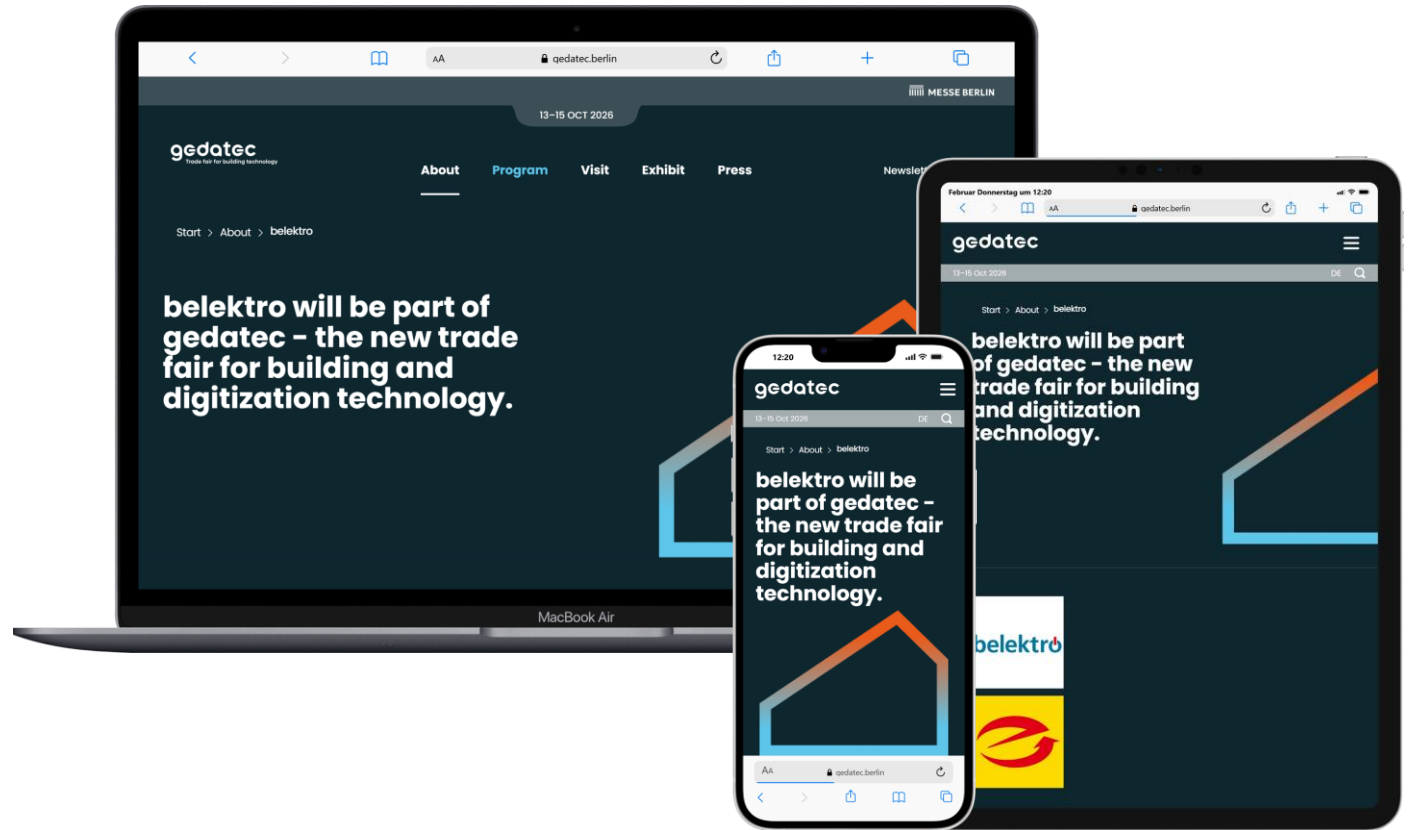 AA
gedatec.berlin
MESSE BERLIN
13–15 OCT 2026
gedatec
Trade fair for building technology
About Program Visit Exhibit Press
Start > About > belektro
belektro will be part of
gedatec - the new trade
fair for building and
digitization technology.
MacBook Air
Februar Donnerstag um 12:20
AA
gedatec.berlin
gedatec
13–15 Oct 2026
DE
Start > About > belektro
belektro will be part
of gedatec - the new
trade fair for building
and digitization
technology.
belektro
12:20
gedatec
13–15 Oct 2026
DE
Start > About > belektro
belektro will be
part of gedatec -
the new trade fair
for building and
digitization
technology.
AA
gedatec.berlin